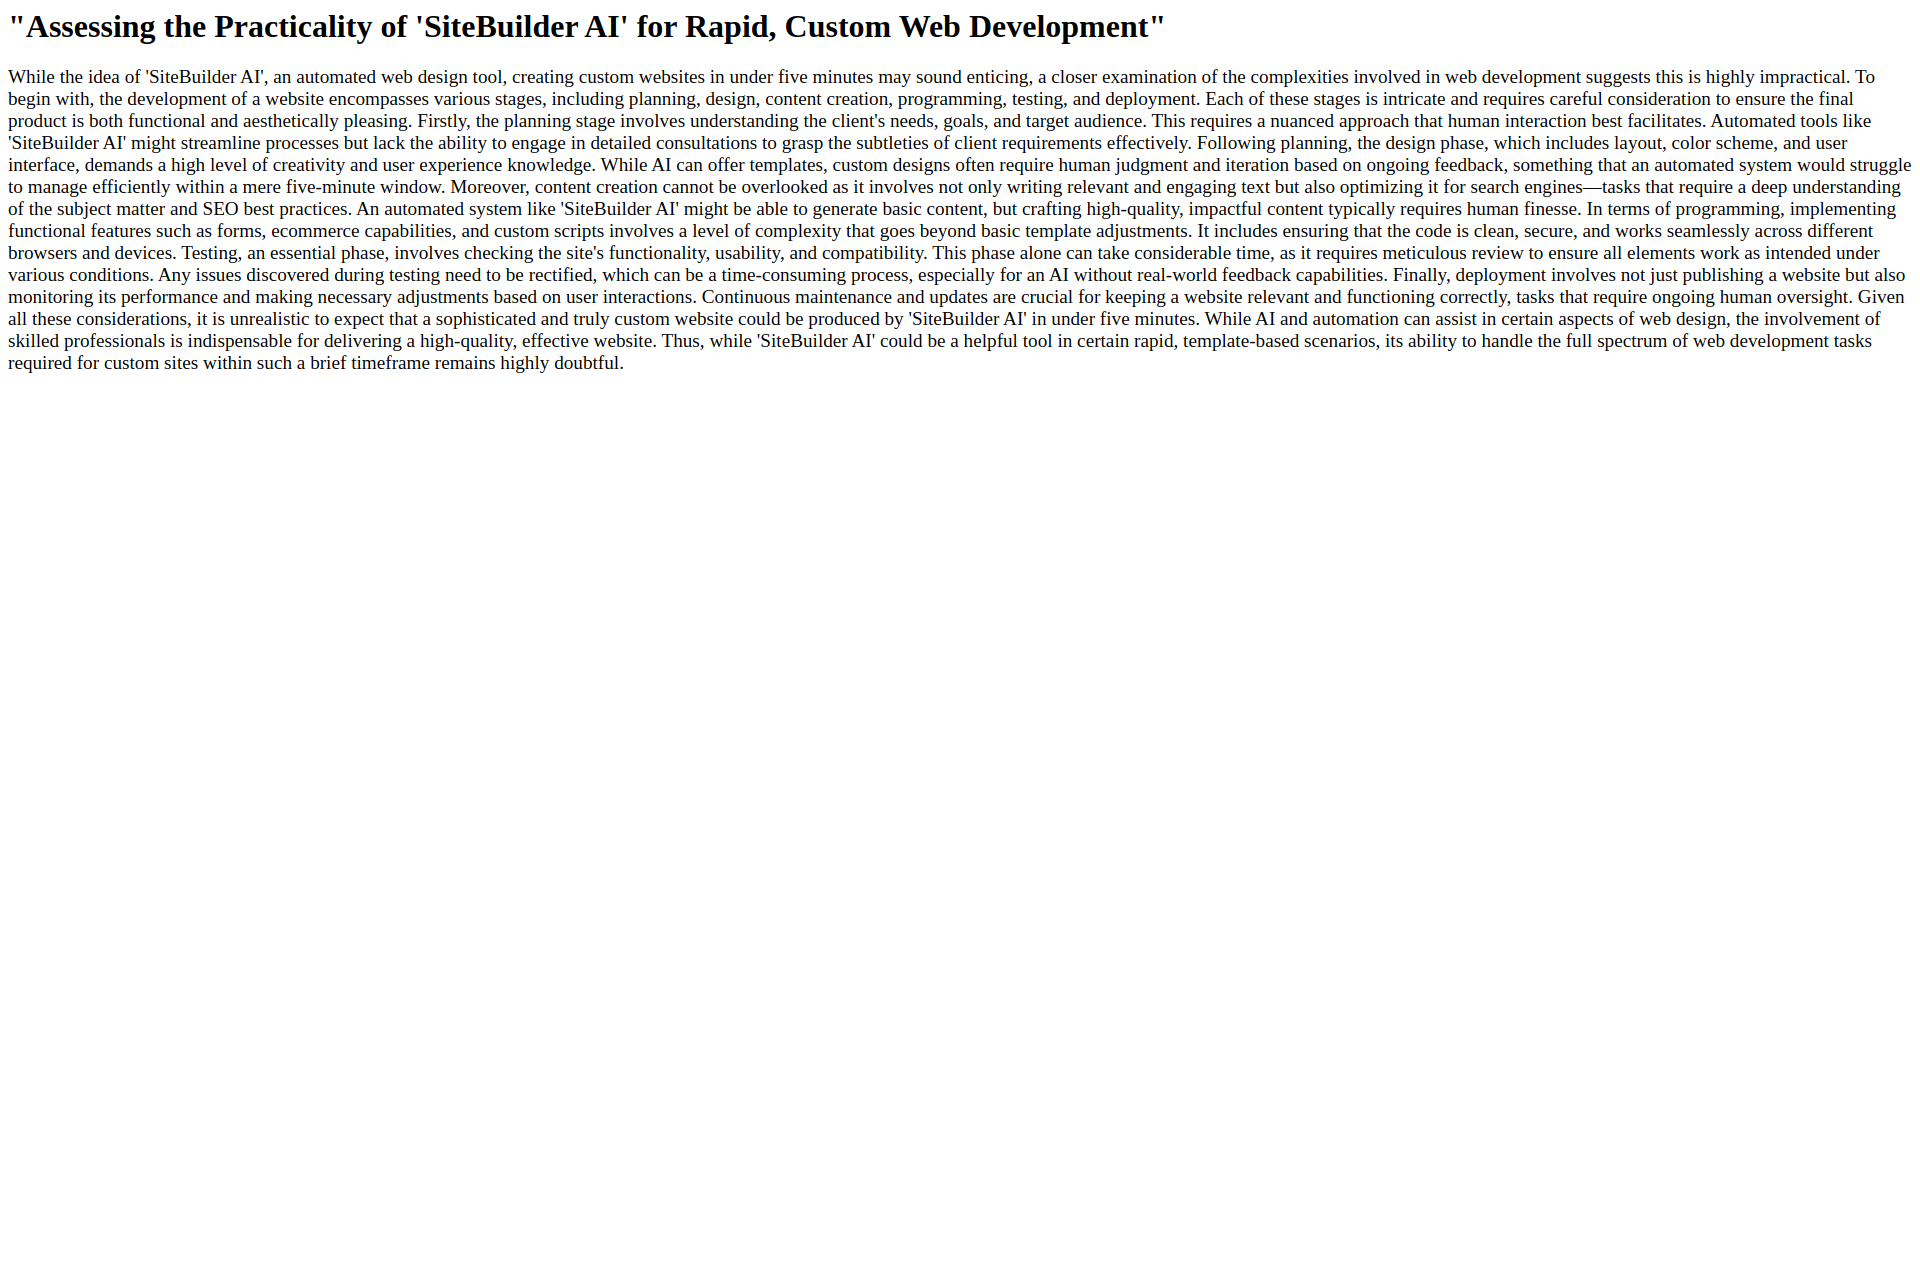 "Assessing the Practicality of 'SiteBuilder AI' for Rapid, Custom Web Development"
While the idea of 'SiteBuilder AI', an automated web design tool, creating custom websites in under five minutes may sound enticing, a closer examination of the complexities involved in web development suggests this is highly impractical. To
begin with, the development of a website encompasses various stages, including planning, design, content creation, programming, testing, and deployment. Each of these stages is intricate and requires careful consideration to ensure the final
product is both functional and aesthetically pleasing. Firstly, the planning stage involves understanding the client's needs, goals, and target audience. This requires a nuanced approach that human interaction best facilitates. Automated tools like
'SiteBuilder AI' might streamline processes but lack the ability to engage in detailed consultations to grasp the subtleties of client requirements effectively. Following planning, the design phase, which includes layout, color scheme, and user
interface, demands a high level of creativity and user experience knowledge. While AI can offer templates, custom designs often require human judgment and iteration based on ongoing feedback, something that an automated system would struggle
to manage efficiently within a mere five-minute window. Moreover, content creation cannot be overlooked as it involves not only writing relevant and engaging text but also optimizing it for search engines—tasks that require a deep understanding
of the subject matter and SEO best practices. An automated system like 'SiteBuilder AI' might be able to generate basic content, but crafting high-quality, impactful content typically requires human finesse. In terms of programming, implementing
functional features such as forms, ecommerce capabilities, and custom scripts involves a level of complexity that goes beyond basic template adjustments. It includes ensuring that the code is clean, secure, and works seamlessly across different
browsers and devices. Testing, an essential phase, involves checking the site's functionality, usability, and compatibility. This phase alone can take considerable time, as it requires meticulous review to ensure all elements work as intended under
various conditions. Any issues discovered during testing need to be rectified, which can be a time-consuming process, especially for an AI without real-world feedback capabilities. Finally, deployment involves not just publishing a website but also
monitoring its performance and making necessary adjustments based on user interactions. Continuous maintenance and updates are crucial for keeping a website relevant and functioning correctly, tasks that require ongoing human oversight. Given
all these considerations, it is unrealistic to expect that a sophisticated and truly custom website could be produced by 'SiteBuilder AI' in under five minutes. While AI and automation can assist in certain aspects of web design, the involvement of
skilled professionals is indispensable for delivering a high-quality, effective website. Thus, while 'SiteBuilder AI' could be a helpful tool in certain rapid, template-based scenarios, its ability to handle the full spectrum of web development tasks
required for custom sites within such a brief timeframe remains highly doubtful.